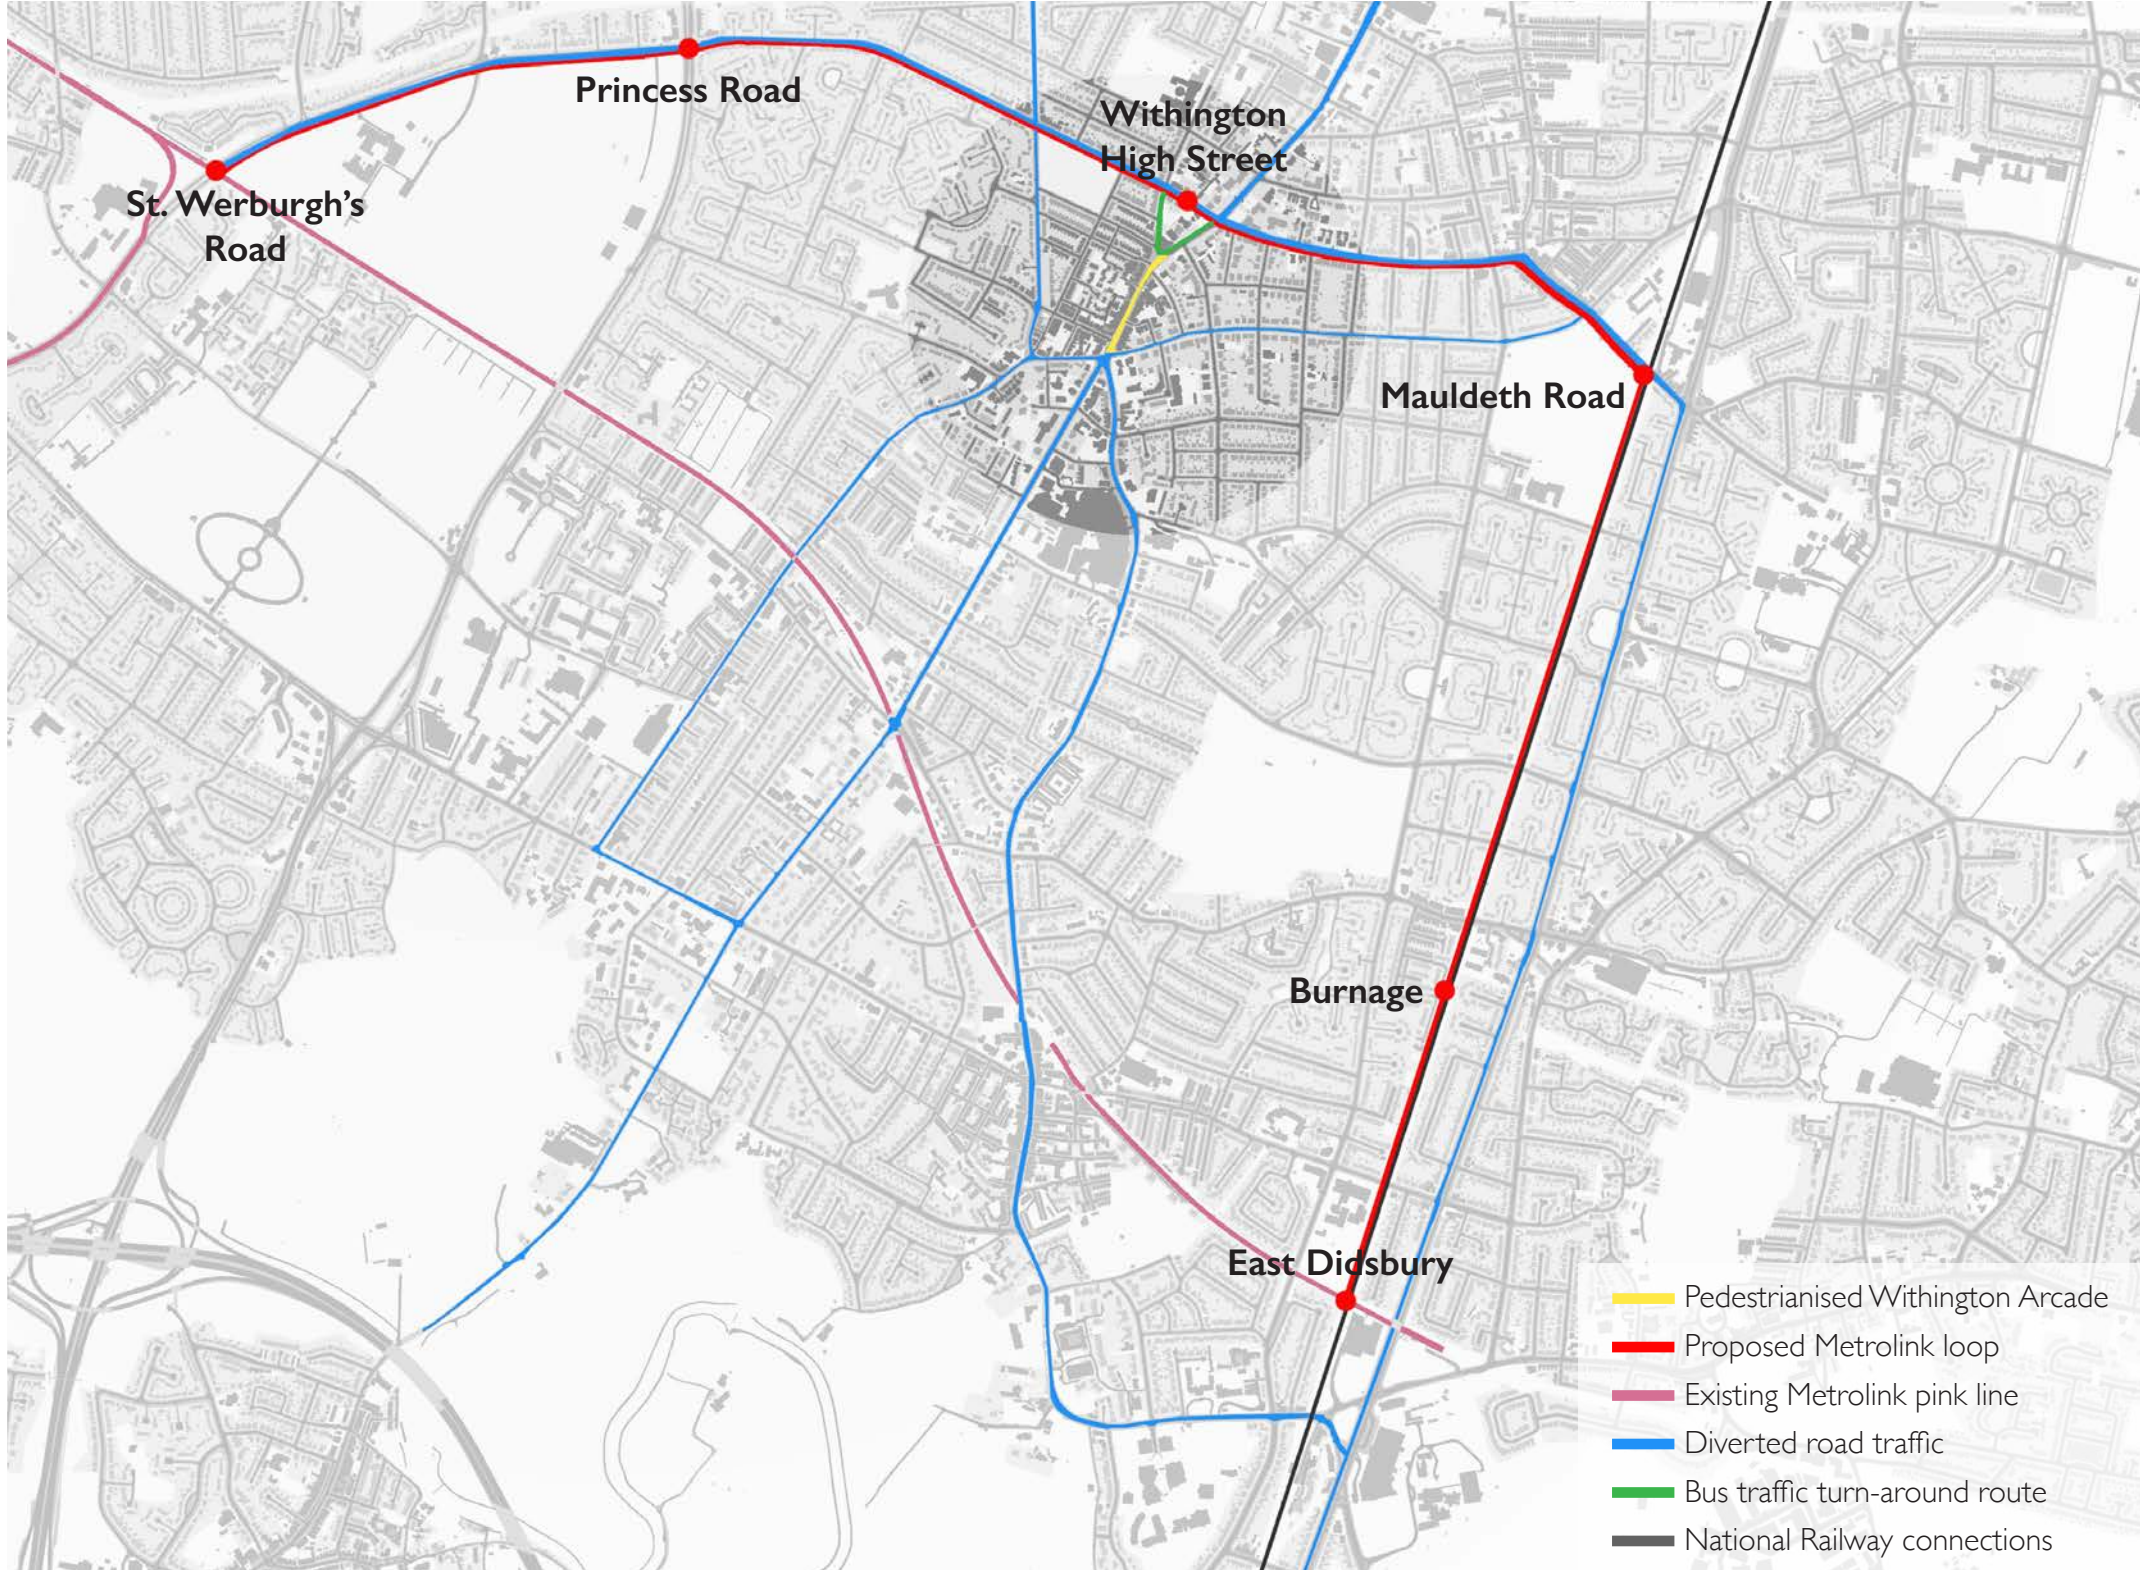 Princess Road
Withington
High Street
St. Werburgh's
Road
Mauldeth Road
Burnage
East Didsbury
Pedestrianised Withington Arcade
Proposed Metrolink loop
Existing Metrolink pink line
Diverted road traffic
Bus traffic turn-around route
National Railway connections